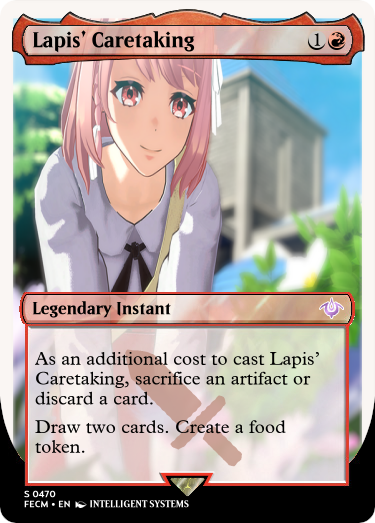 Lapis' Caretaking 1
Legendary Instant
As an additional cost to cast Lapis'
Caretaking, sacrifice an artifact or
discard a card.
Draw two cards. Create a food
token.
S 0470
FECM • EN INTELLIGENT SYSTEMS